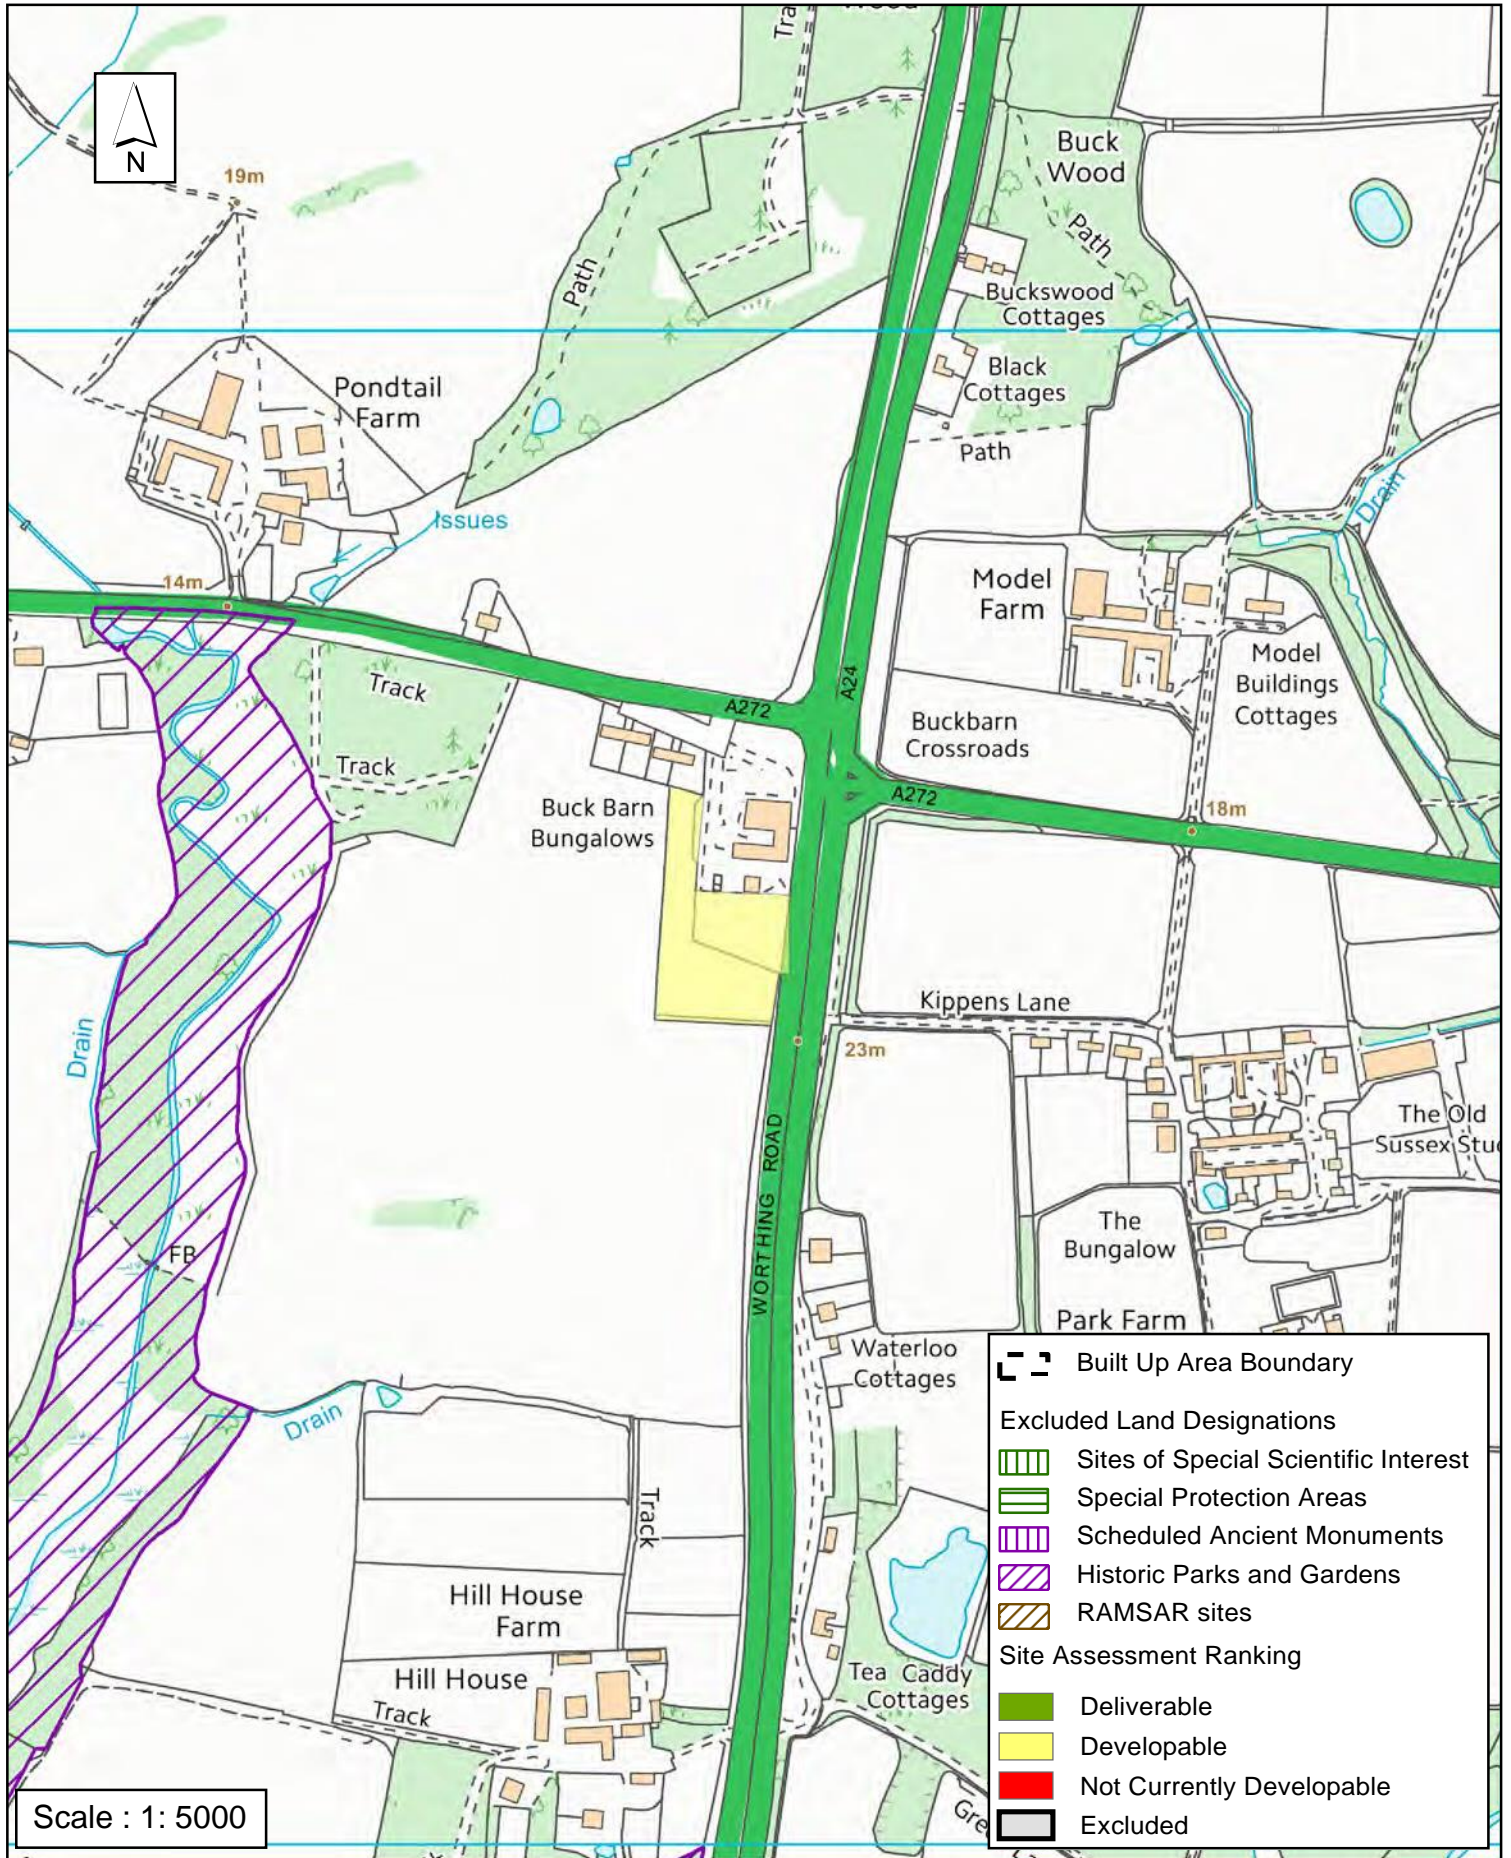 Tra
N
19m
Buck
Wood
Path
Path
Buckswood
Cottages
Black
Cottages
Pondtail
Farm
Path
Issues
Drain
14m
Model
Farm
Track
A24
A272
Model
Buildings
Cottages
Buckbarn
Crossroads
Track
A272
Buck Barn
Bungalows
18m
Kippens Lane
Drain
23m
The Old
Sussex Stu
WORTHING ROAD
The
Bungalow
FB
Park Farm
Waterloo
Cottages
Drain
Track
Hill House
Farm
Hill House
Track
Tea Caddy
Cottages
Gre
Built Up Area Boundary
Excluded Land Designations
Sites of Special Scientific Interest
Special Protection Areas
Scheduled Ancient Monuments
Historic Parks and Gardens
RAMSAR sites
Site Assessment Ranking
Deliverable
Developable
Not Currently Developable
Excluded
Scale : 1: 5000